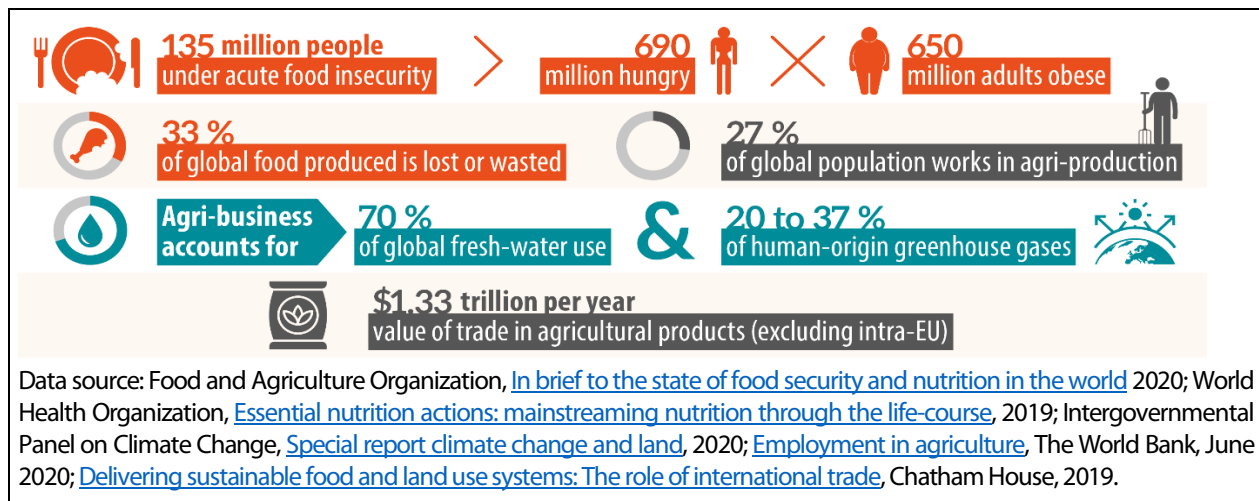 135 million people
under acute food insecurity
>
690
million hungry
650
million adults obese
33 %
of global food produced is lost or wasted
27 %
of global population works in agri-production
Agri-business
accounts for
70 %
of global fresh-water use
&
20 to 37 %
of human-origin greenhouse gases
$1.33 trillion per year
value of trade in agricultural products (excluding intra-EU)
Data source: Food and Agriculture Organization, In brief to the state of food security and nutrition in the world 2020; World
Health Organization, Essential nutrition actions: mainstreaming nutrition through the life-course, 2019; Intergovernmental
Panel on Climate Change, Special report climate change and land, 2020; Employment in agriculture, The World Bank, June
2020; Delivering sustainable food and land use systems: The role of international trade, Chatham House, 2019.